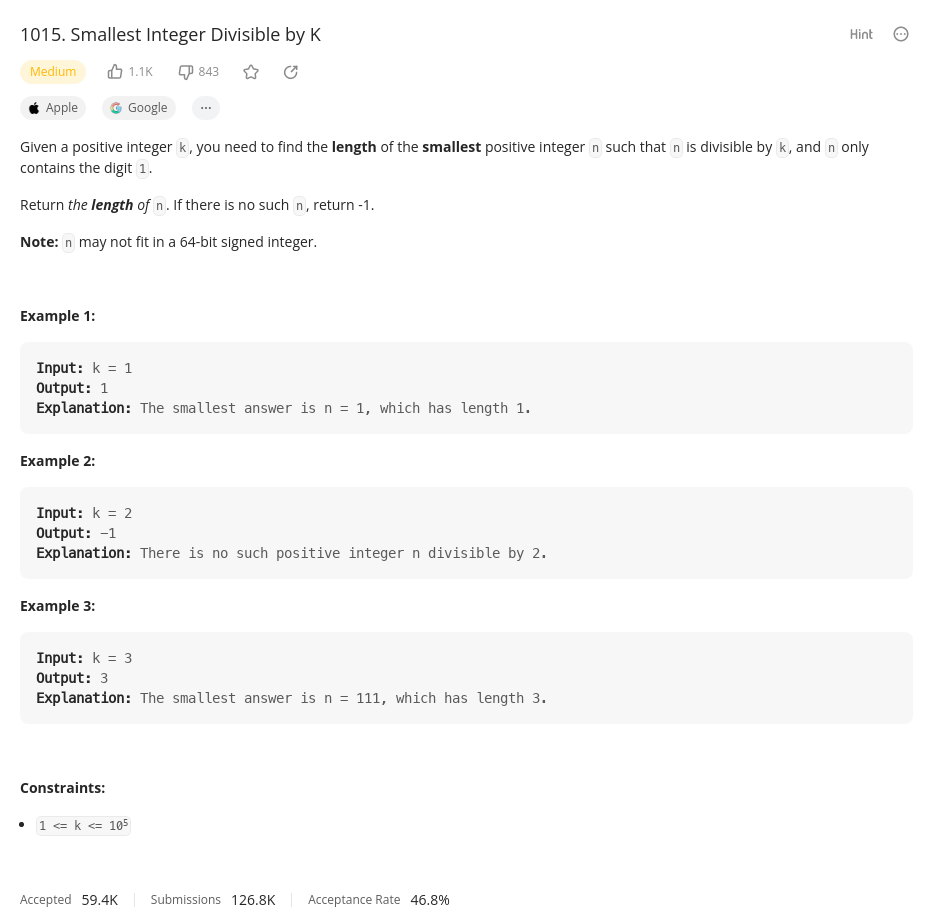 1015. Smallest Integer Divisible by K
Hint
Medium 1.1K 843
Apple Google ...
Given a positive integer k, you need to find the length of the smallest positive integer n such that n is divisible by k, and n only
contains the digit 1.
Return the length of n. If there is no such n, return -1.
Note: n may not fit in a 64-bit signed integer.
Example 1:
Input: k = 1
Output: 1
Explanation: The smallest answer is n = 1, which has length 1.
Example 2:
Input: k = 2
Output: -1
Explanation: There is no such positive integer n divisible by 2.
Example 3:
Input: k = 3
Output: 3
Explanation: The smallest answer is n = 111, which has length 3.
Constraints:
• 1 <= k <= 10⁵
Accepted 59.4K Submissions 126.8K Acceptance Rate 46.8%